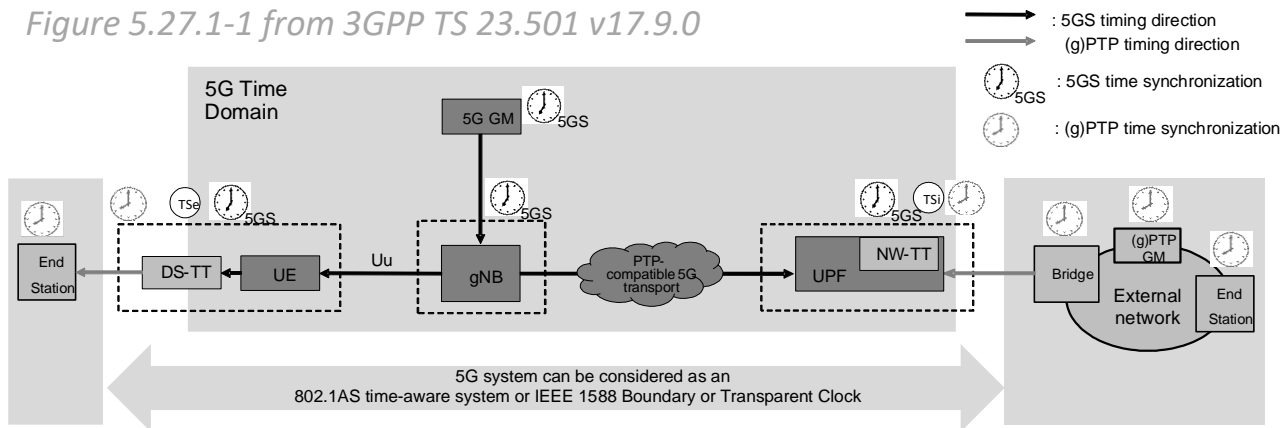 Figure 5.27.1-1 from 3GPP TS 23.501 v17.9.0
: 5GS timing direction
(g)PTP timing direction
5GS
: 5GS time synchronization
: (g)PTP time synchronization
5G Time
Domain
5G GM
5GS
5GS
TSe
5GS
5GS
TSi
End
Station
DS-TT
UE
Uu
gNB
PTP-
compatible 5G
transport
UPF
NW-TT
Bridge
(g)PTP
GM
External
network
End
Station
5G system can be considered as an
802.1AS time-aware system or IEEE 1588 Boundary or Transparent Clock